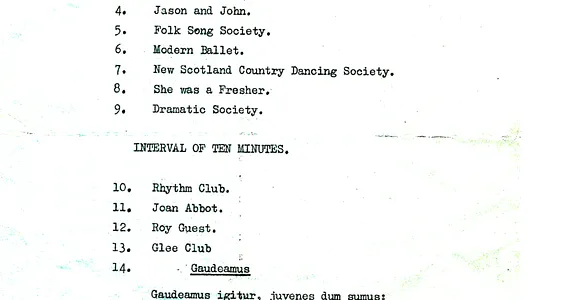 4. Jason and John.
5. Folk Song Society.
6. Modern Ballet.
7. New Scotland Country Dancing Society.
8. She was a Fresher.
9. Dramatic Society.
INTERVAL OF TEN MINUTES.
10. Rhythm Club.
11. Joan Abbot.
12. Roy Guest.
13. Glee Club
14. Gaudeamus
Gaudeamus igitur, juvenes dum sumus: